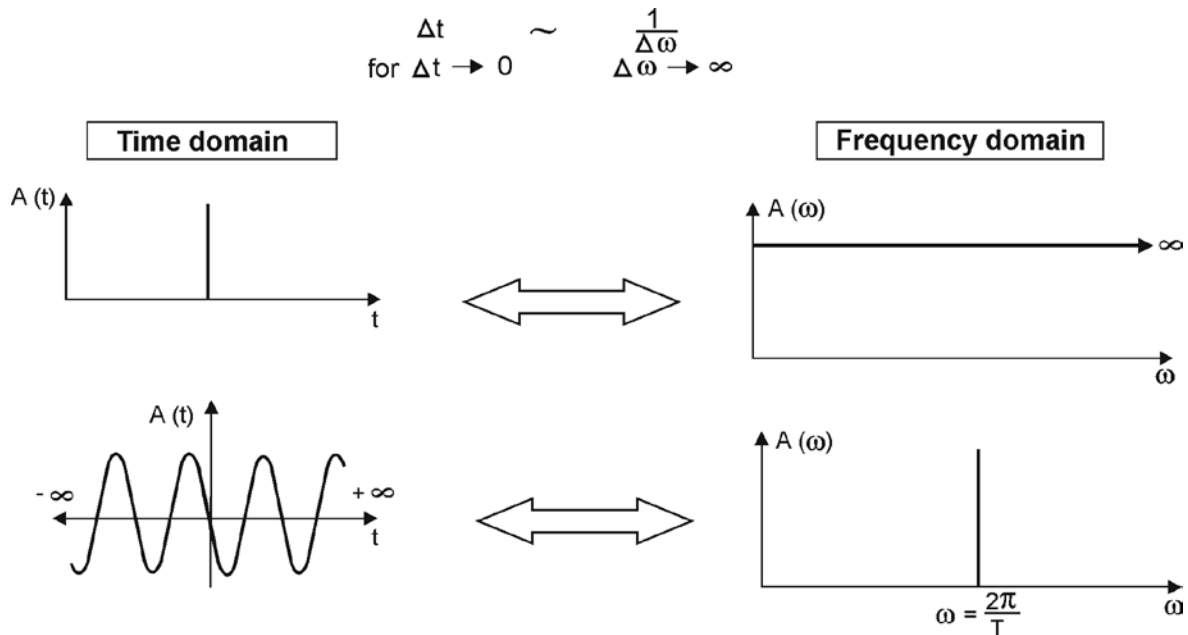 Δt ~ 1/Δω
for Δt → 0 Δω → ∞
Time domain
Frequency domain
A (t)
t
A (ω)
∞
ω
A (t)
- ∞
+ ∞
t
A (ω)
ω
ω = 2π/T